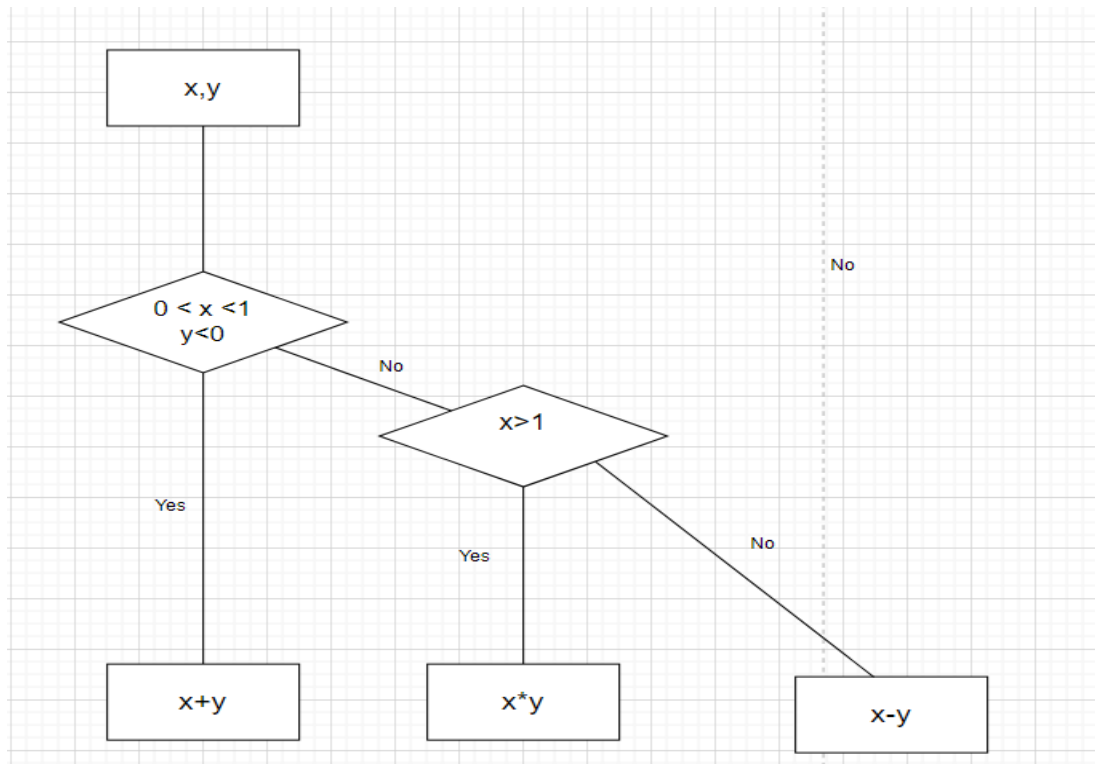 x,y
No
0 < x <1
y<0
No
x>1
Yes
No
Yes
x+y
x*y
x-y